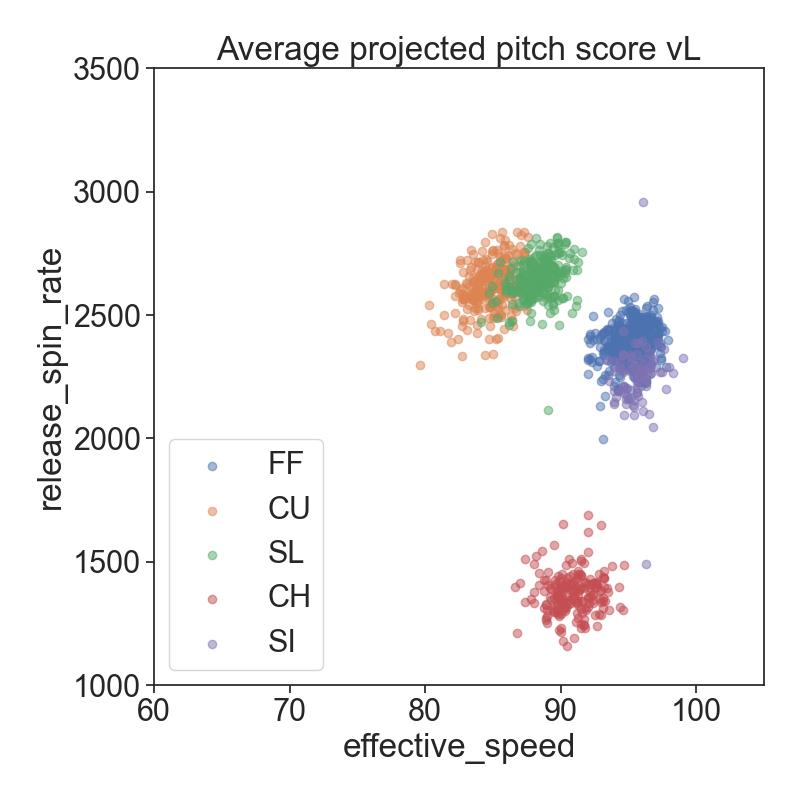 Average projected pitch score vL
3500
3000
2500
2000
1500
1000
release_spin_rate
FF
CU
SL
CH
SI
60
70
80
90
100
effective_speed